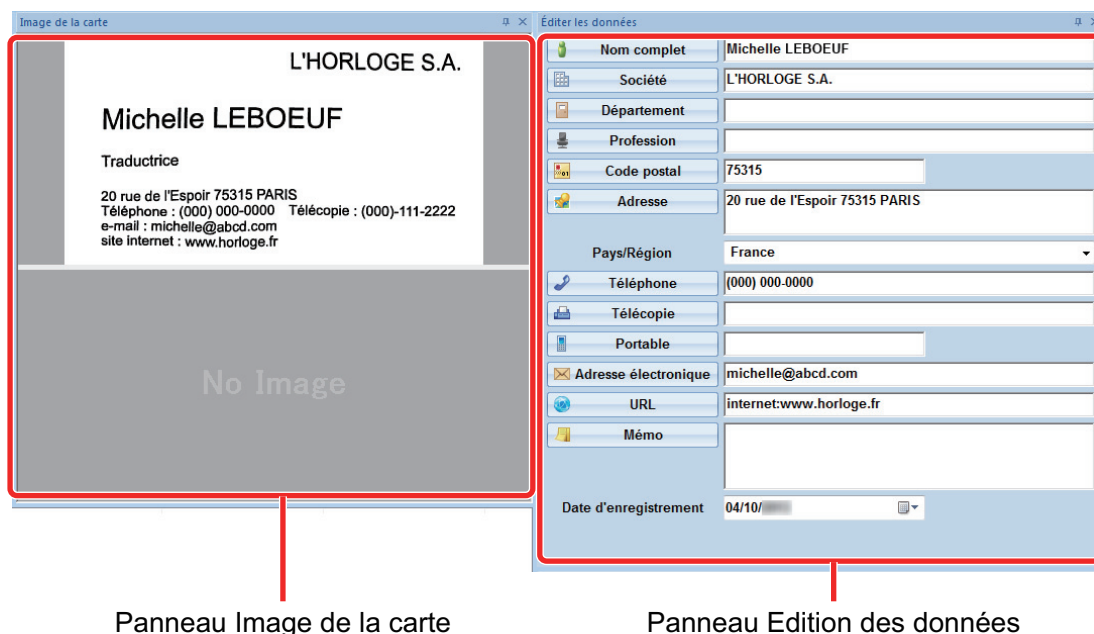 Image de la carte
L'HORLOGE S.A.
Michelle LEBOEUF
Traductrice
20 rue de l'Espoir 75315 PARIS
Téléphone : (000) 000-0000 Télécopie : (000)-111-2222
e-mail : michelle@abcd.com
site internet : www.horloge.fr
No Image
Éditer les données
Nom complet Michelle LEBOEUF
Société L'HORLOGE S.A.
Département
Profession
Code postal 75315
Adresse 20 rue de l'Espoir 75315 PARIS
Pays/Région France
Téléphone (000) 000-0000
Télécopie
Portable
Adresse électronique michelle@abcd.com
URL internet:www.horloge.fr
Mémo
Date d'enregistrement 04/10/
Panneau Image de la carte
Panneau Edition des données